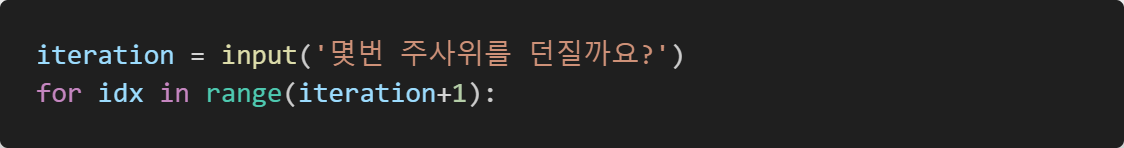 iteration = input('몇번 주사위를 던질까요?')
for idx in range(iteration+1):